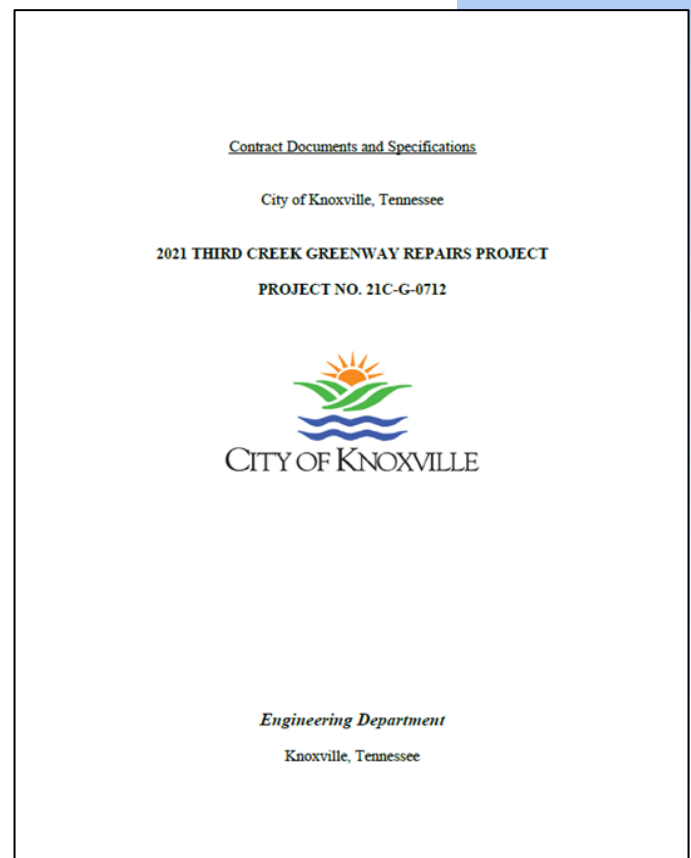 Contract Documents and Specifications
City of Knoxville, Tennessee
2021 THIRD CREEK GREENWAY REPAIRS PROJECT
PROJECT NO. 21C-G-0712
CITY OF KNOXVILLE
Engineering Department
Knoxville, Tennessee